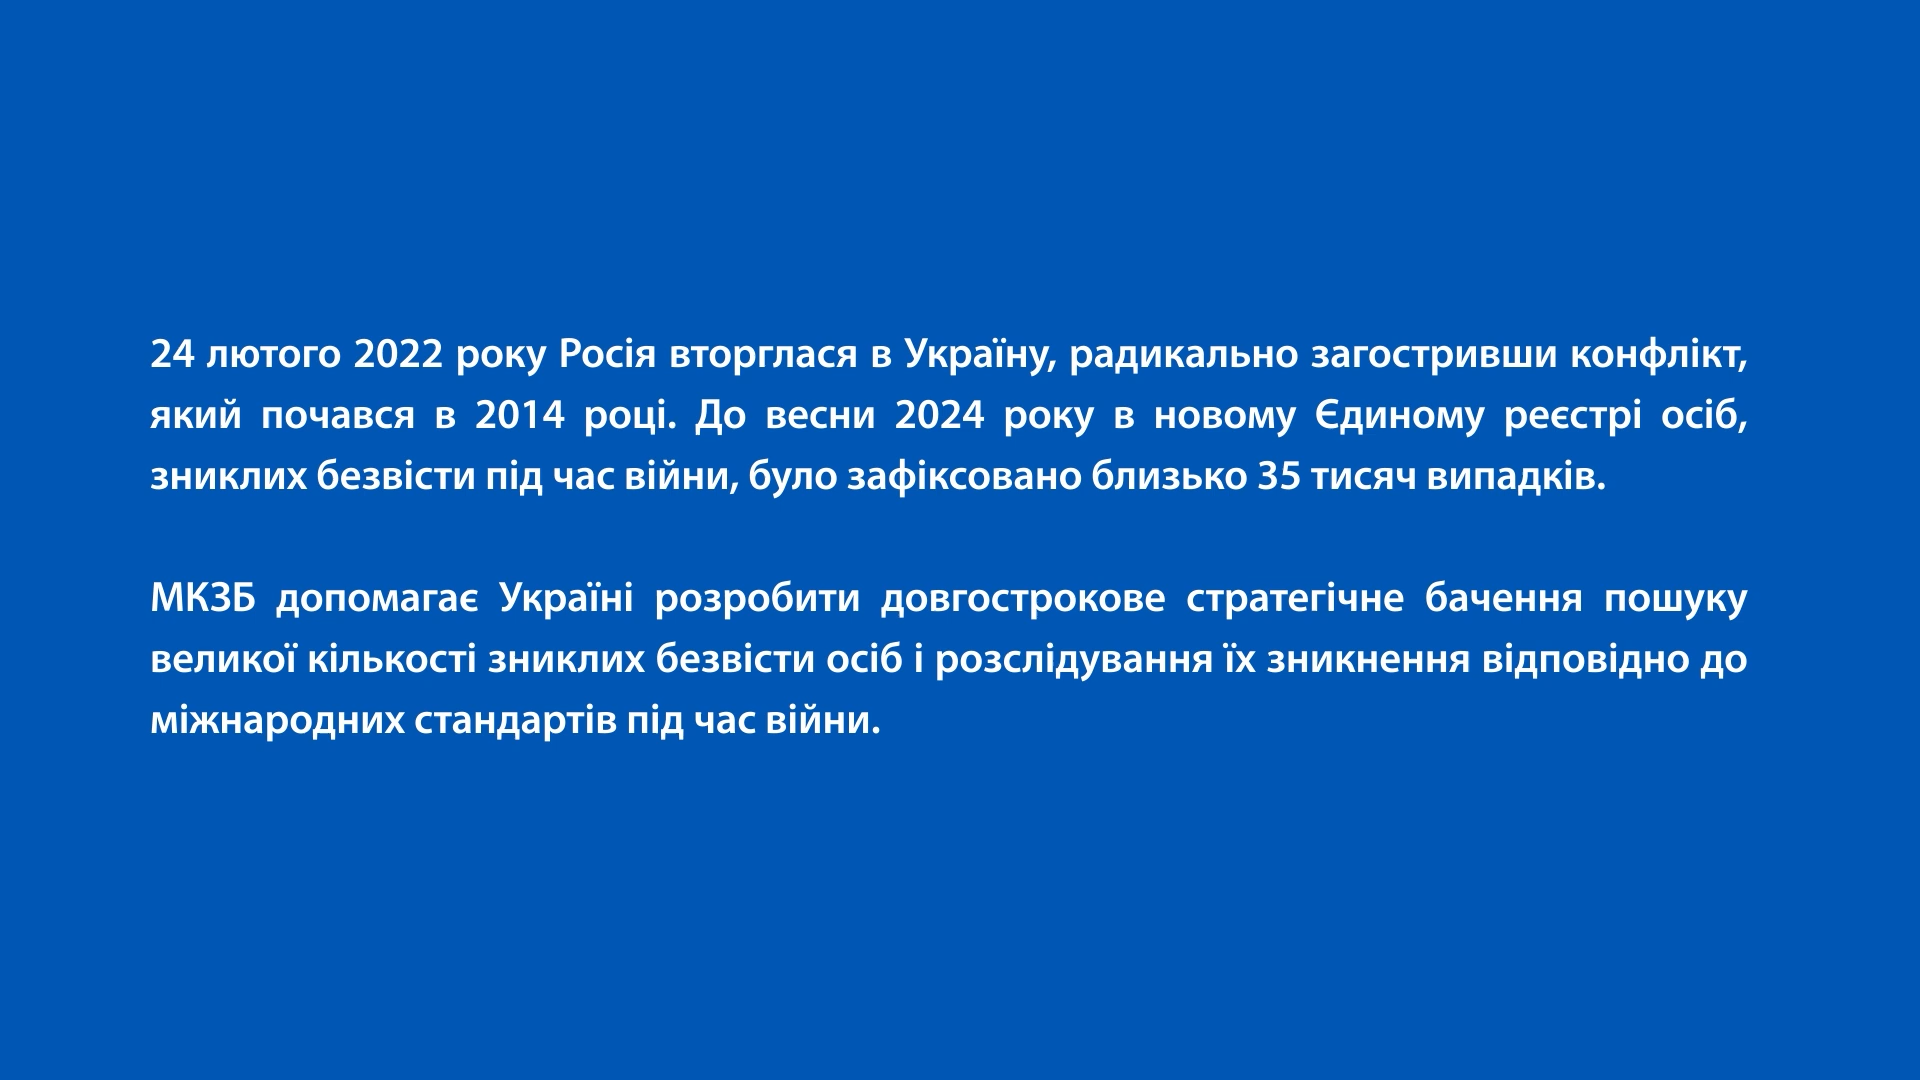 24 лютого 2022 року Росія вторглася в Україну, радикально загостривши конфлікт,
який почався в 2014 році. До весни 2024 року в новому Єдиному реєстрі осіб,
зниклих безвісти під час війни, було зафіксовано близько 35 тисяч випадків.
МКЗБ допомагає Україні розробити довгострокове стратегічне бачення пошуку
великої кількості зниклих безвісти осіб і розслідування їх зникнення відповідно до
міжнародних стандартів під час війни.